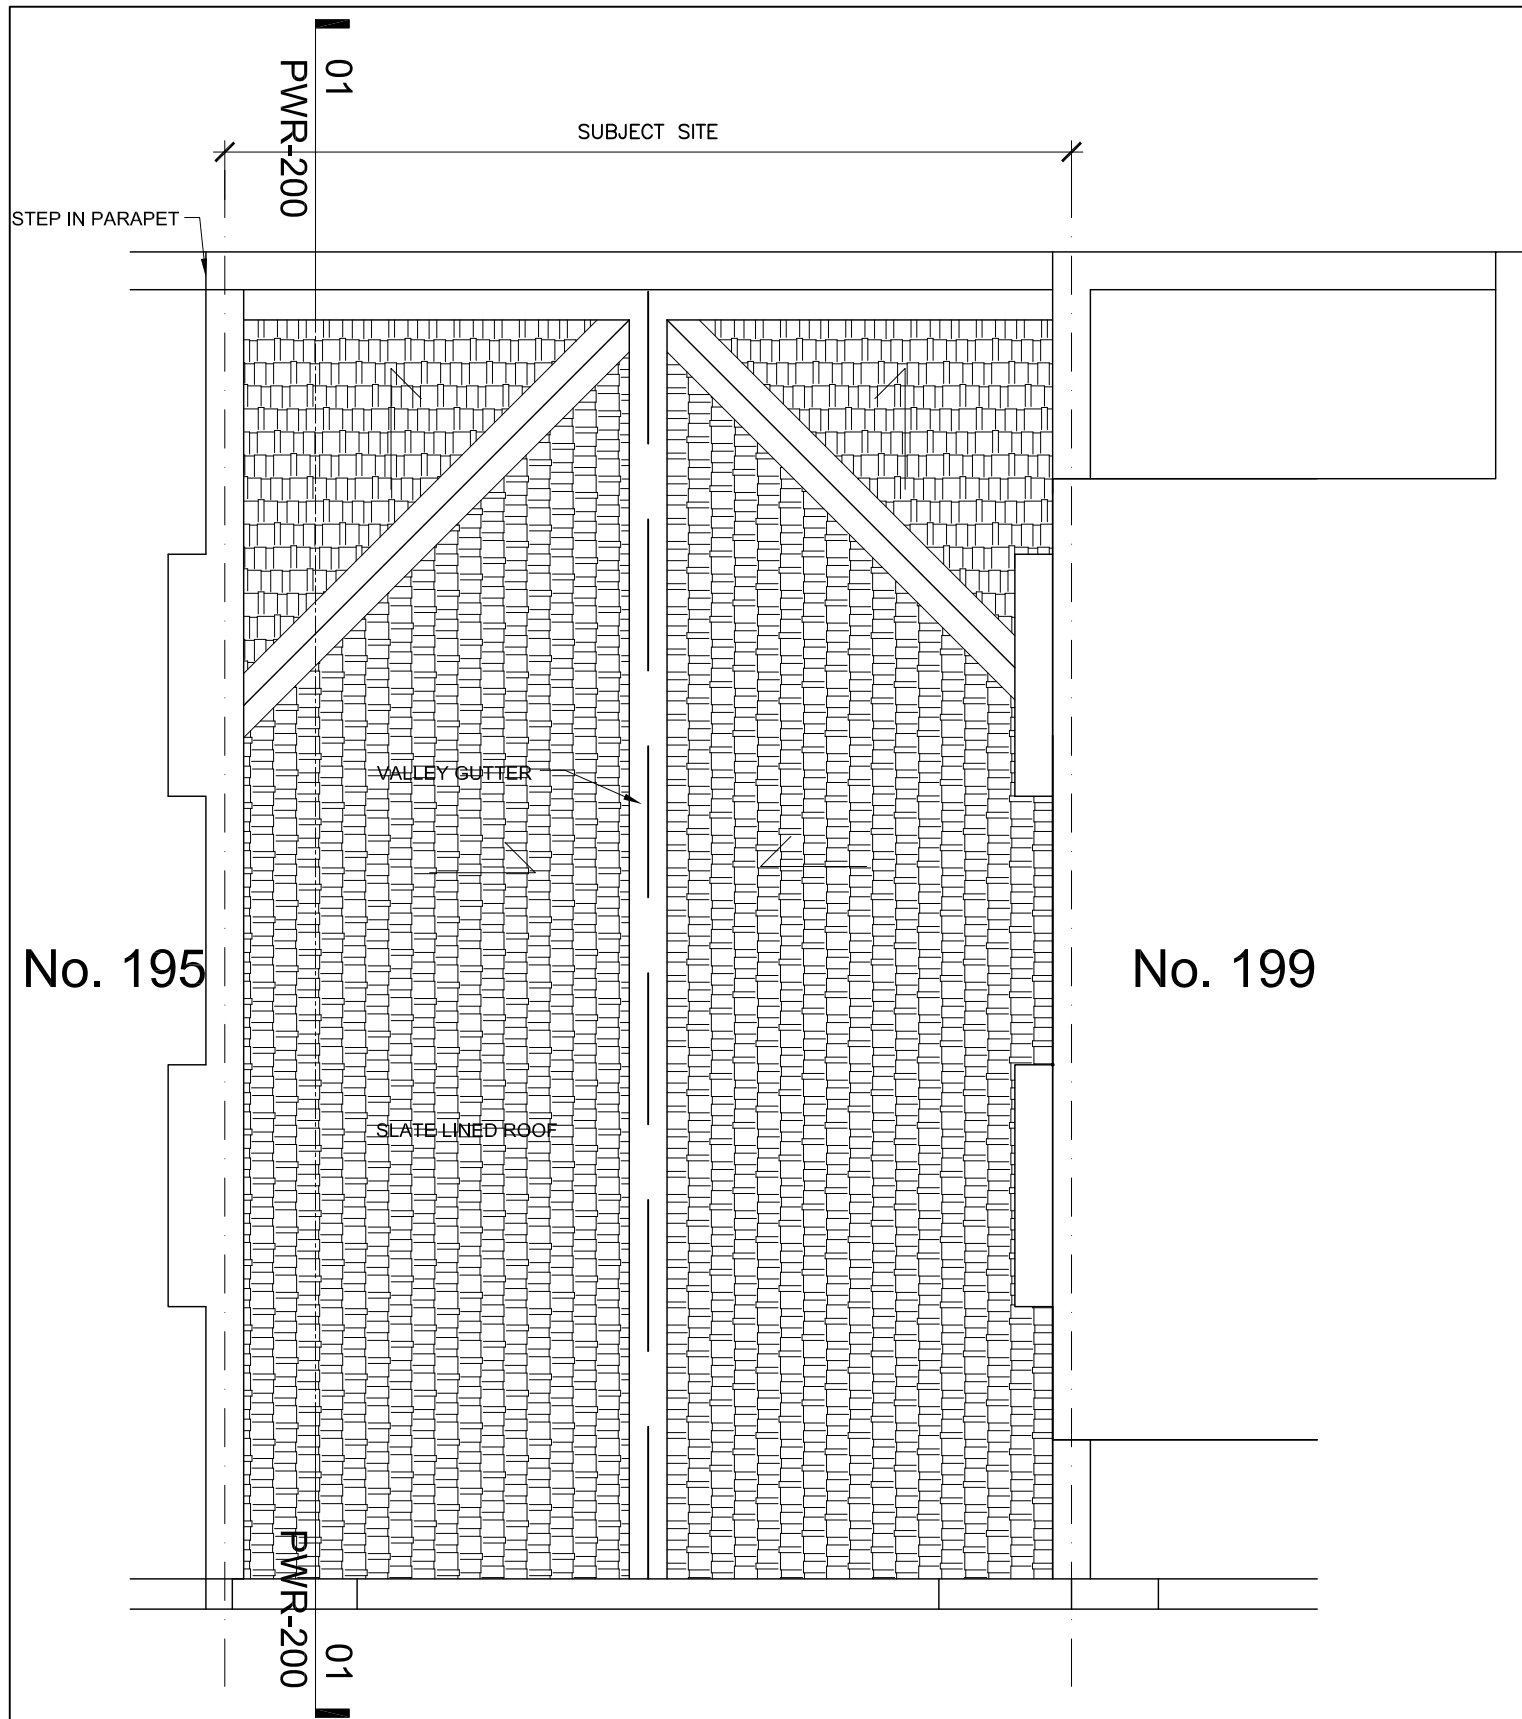 01
PWR-200
SUBJECT SITE
STEP IN PARAPET
VALLEY GUTTER
No. 195
No. 199
SLATE LINED ROOF
01
PWR-200